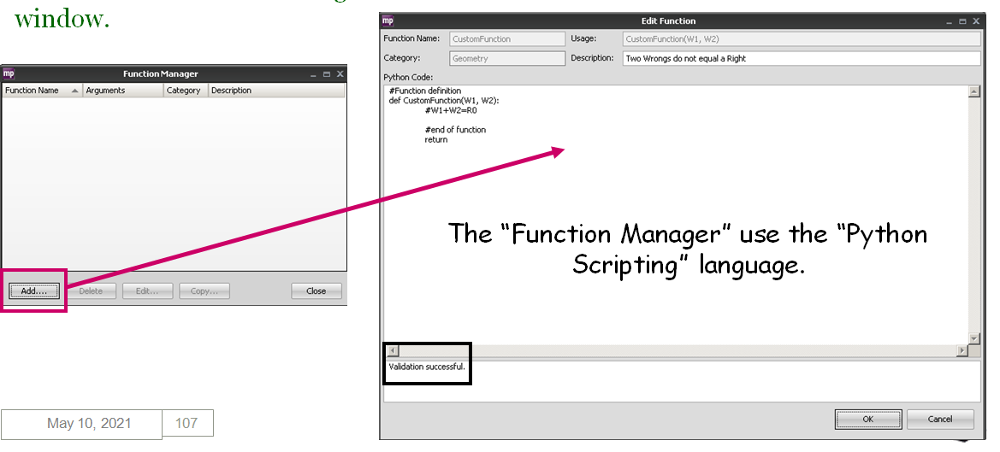 window.
mp Function Manager
Function Name Arguments Category Description
Add.... Delete Edit... Copy... Close
mp Edit Function
Function Name: CustomFunction Usage: CustomFunction(W1, W2)
Category: Geometry Description: Two Wrongs do not equal a Right
Python Code:
#Function definition
def CustomFunction(W1, W2):
#W1+W2=R0
#end of function
return
The “Function Manager” use the “Python
Scripting” language.
Validation successful.
OK Cancel
May 10, 2021 107